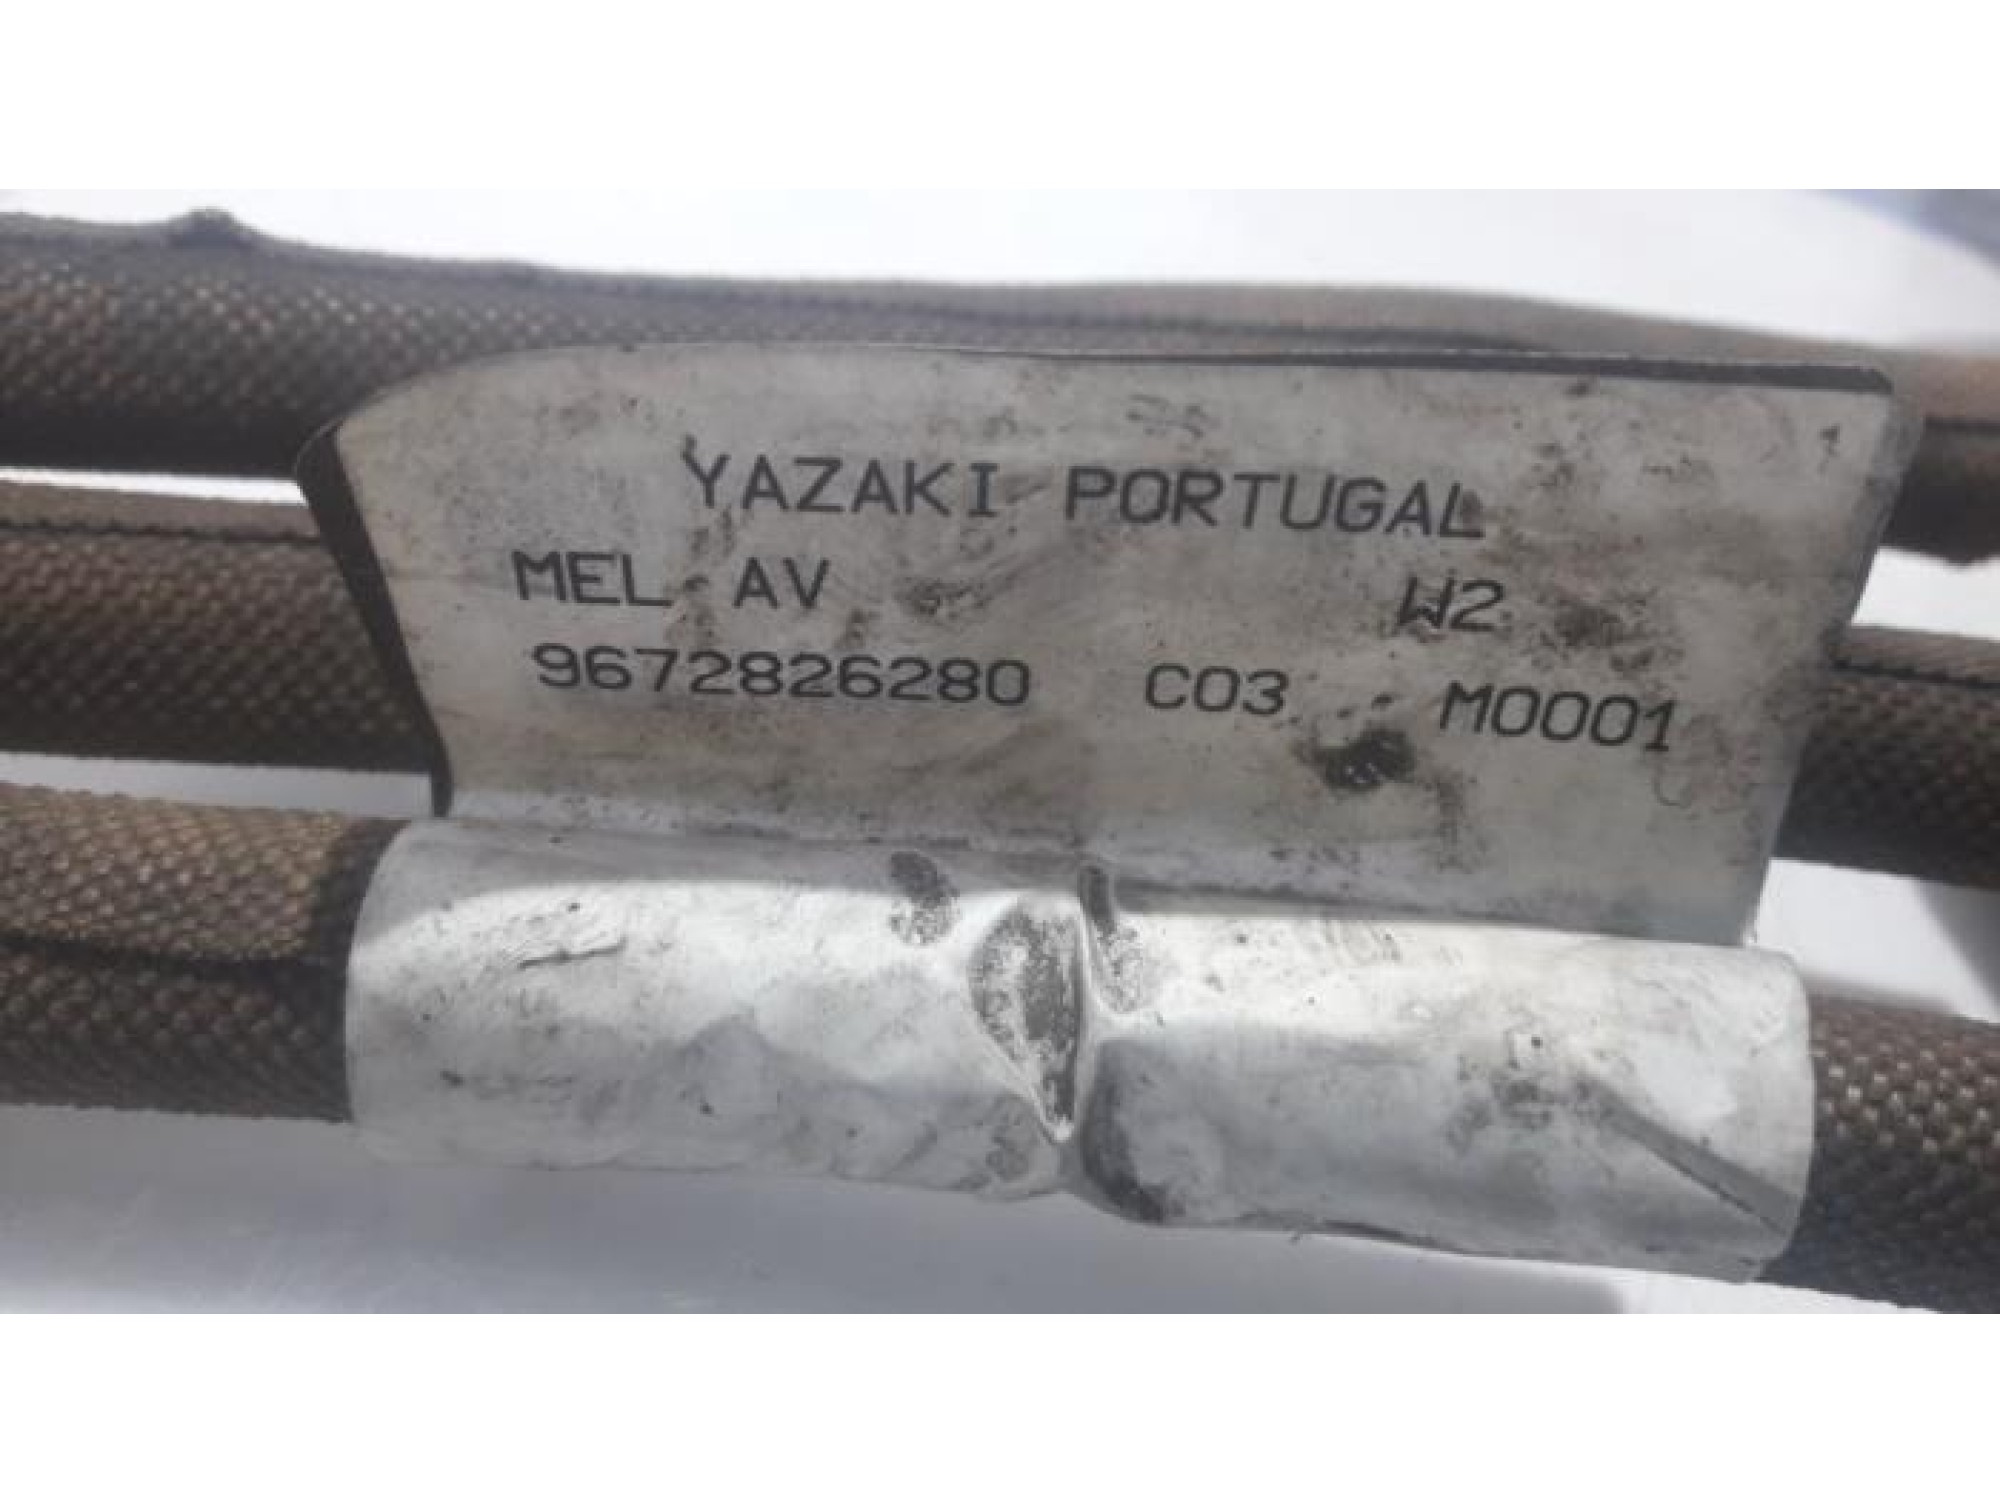 YAZAKI PORTUGAL
MEL AV W2
9672826280 C03 M0001